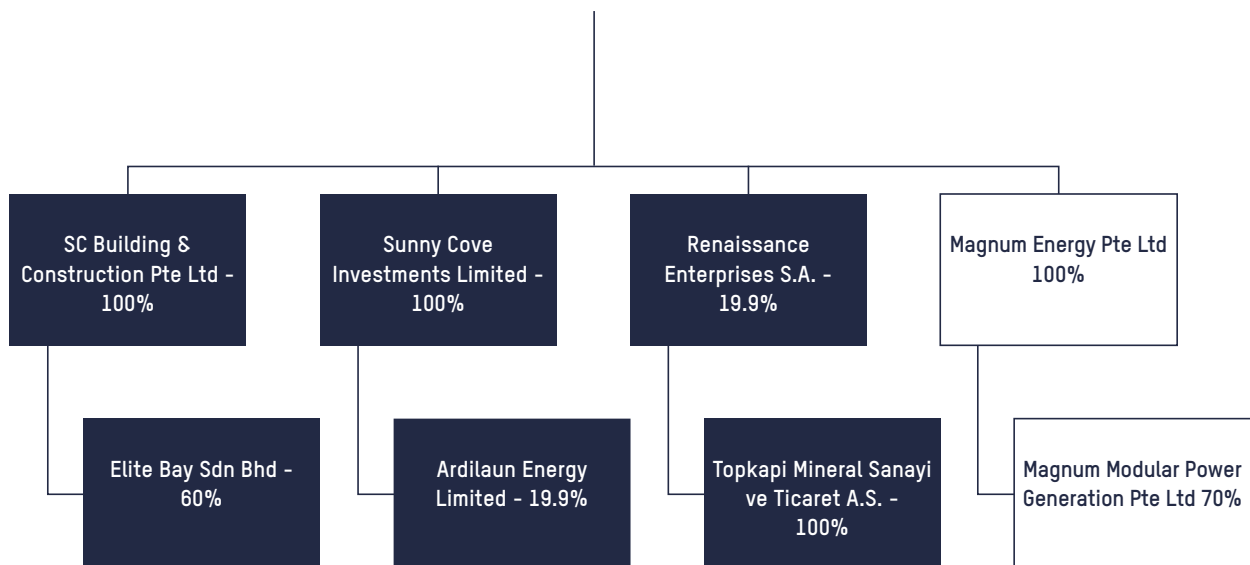 SC Building &
Construction Pte Ltd -
100%
Sunny Cove
Investments Limited -
100%
Renaissance
Enterprises S.A. -
19.9%
Magnum Energy Pte Ltd
100%
Elite Bay Sdn Bhd -
60%
Ardilaun Energy
Limited - 19.9%
Topkapi Mineral Sanayi
ve Ticaret A.S. -
100%
Magnum Modular Power
Generation Pte Ltd 70%